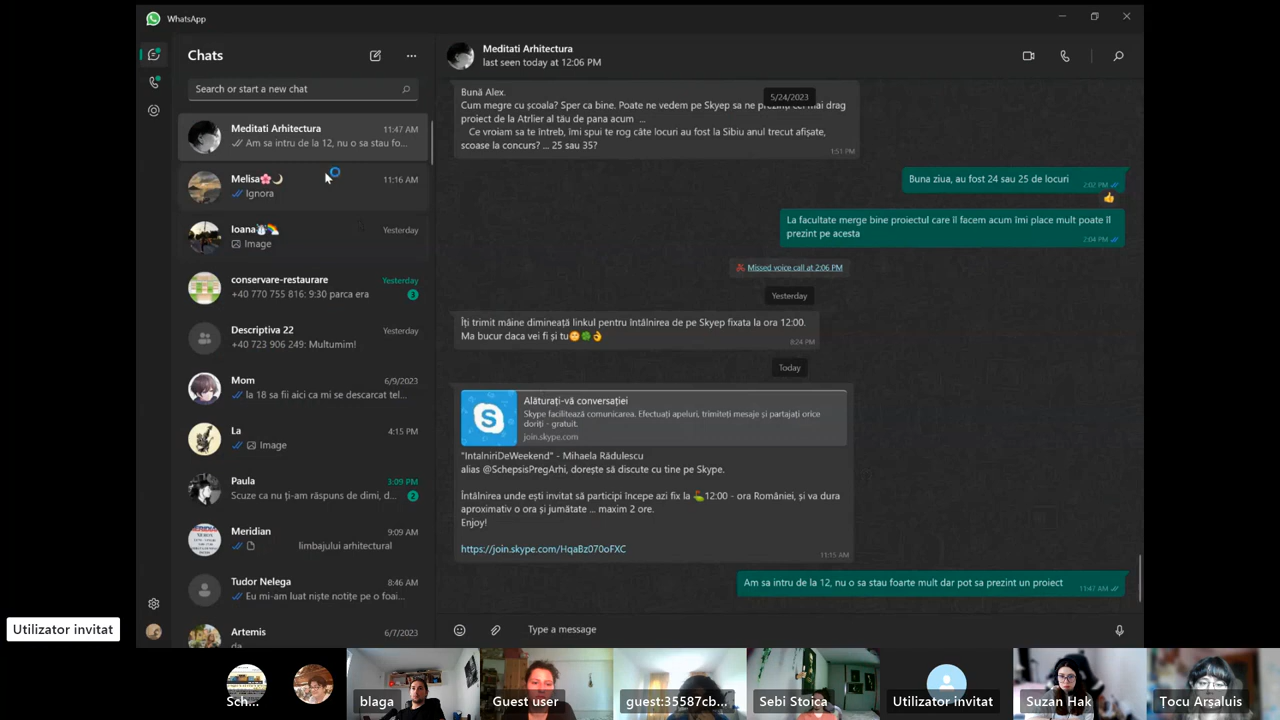 WhatsApp
Chats
Search or start a new chat
Meditati Arhitectura
11:47 AM
Am sa intru de la 12, nu o sa stau fo...
Melisa🌸🌙
11:16 AM
Ignora
Ioana⛄🌈
Yesterday
Image
conservare-restaurare
Yesterday
+40 770 755 816: 9:30 parca era
3
Descriptiva 22
Yesterday
+40 723 906 249: Multumim!
Mom
6/9/2023
la 18 sa fii aici ca mi se descarcat tel...
La
4:15 PM
Image
Paula
3:09 PM
Scuze ca nu ți-am răspuns de dimi, d...
2
Meridian
9:09 AM
limbajului arhitectural
Tudor Nelega
8:46 AM
Eu mi-am luat niște notițe pe o foai...
Artemis
6/7/2023
da
Meditati Arhitectura
last seen today at 12:06 PM
5/24/2023
Bună Alex.
Cum megre cu școala? Sper ca bine. Poate ne vedem pe Skyep sa ne prezinți cel mai drag
proiect de la Atrlier al tău de pana acum ...
Ce vroiam sa te întreb, îmi spui te rog câte locuri au fost la Sibiu anul trecut afișate,
scoase la concurs? ... 25 sau 35?
1:51 PM
Buna ziua, au fost 24 sau 25 de locuri
2:02 PM
👍
La facultate merge bine proiectul care îl facem acum îmi place mult poate îl
prezint pe acesta
2:04 PM
Missed voice call at 2:06 PM
Yesterday
Îți trimit mâine dimineață linkul pentru întâlnirea de pe Skyep fixata la ora 12:00.
Ma bucur daca vei fi și tu😊🍀👌
8:24 PM
Today
Alăturați-vă conversației
Skype facilitează comunicarea. Efectuați apeluri, trimiteți mesaje și partajați orice
doriți - gratuit.
join.skype.com
"IntalniriDeWeekend" - Mihaela Rădulescu
alias @SchepsisPregArhi, dorește să discute cu tine pe Skype.
Întâlnirea unde ești invitat să participi începe azi fix la ⛳12:00 - ora României, și va dura
aproximativ o ora și jumătate ... maxim 2 ore.
Enjoy!
https://join.skype.com/HqaBz070oFXC
11:15 AM
Am sa intru de la 12, nu o sa stau foarte mult dar pot sa prezint un proiect
11:47 AM
Type a message
Utilizator invitat
Sch...
blaga
Guest user
guest:35587cb...
Sebi Stoica
Utilizator invitat
Suzan Hak
Țocu Arșaluis